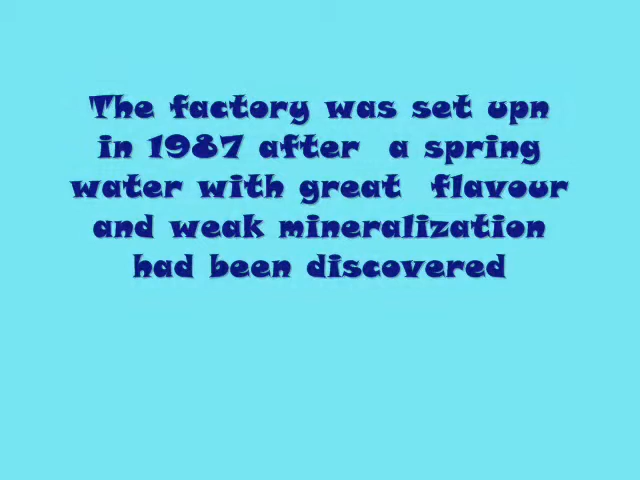 The factory was set upn
in 1987 after a spring
water with great flavour
and weak mineralization
had been discovered